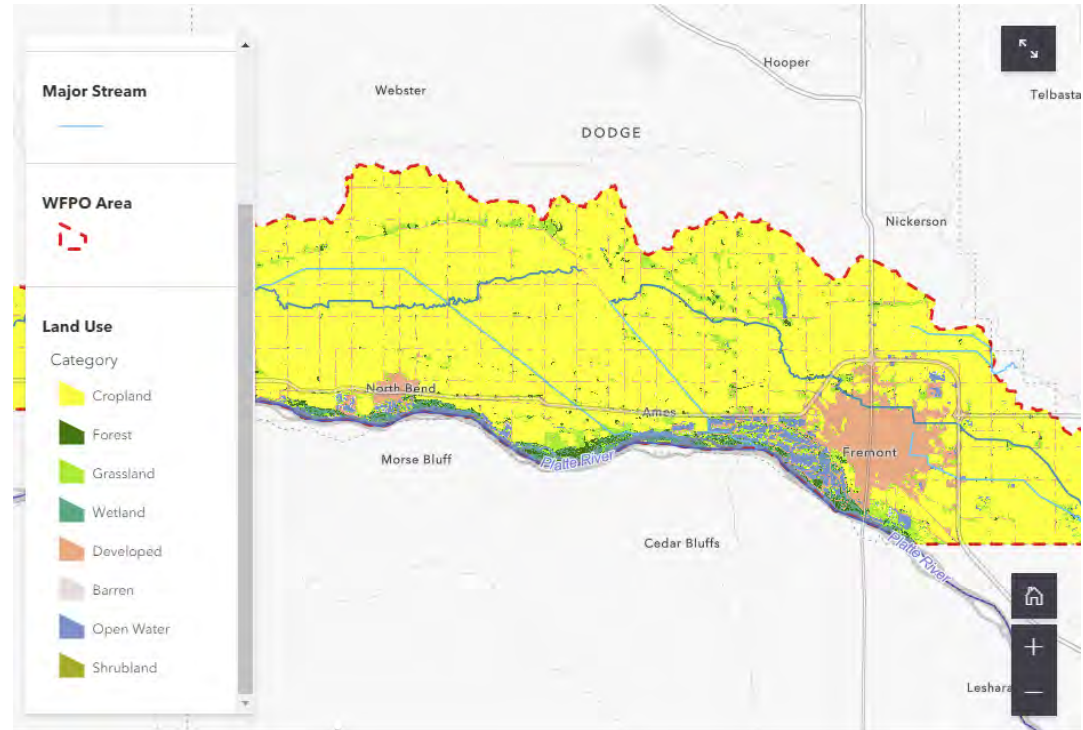 Major Stream
WFPO Area
Land Use
Category
Cropland
Forest
Grassland
Wetland
Developed
Barren
Open Water
Shrubland
Hooper
Webster
Telbasta
DODGE
Nickerson
North Bend
Ames
Fremont
Morse Bluff
Platte River
Cedar Bluffs
Platte River
Leshara